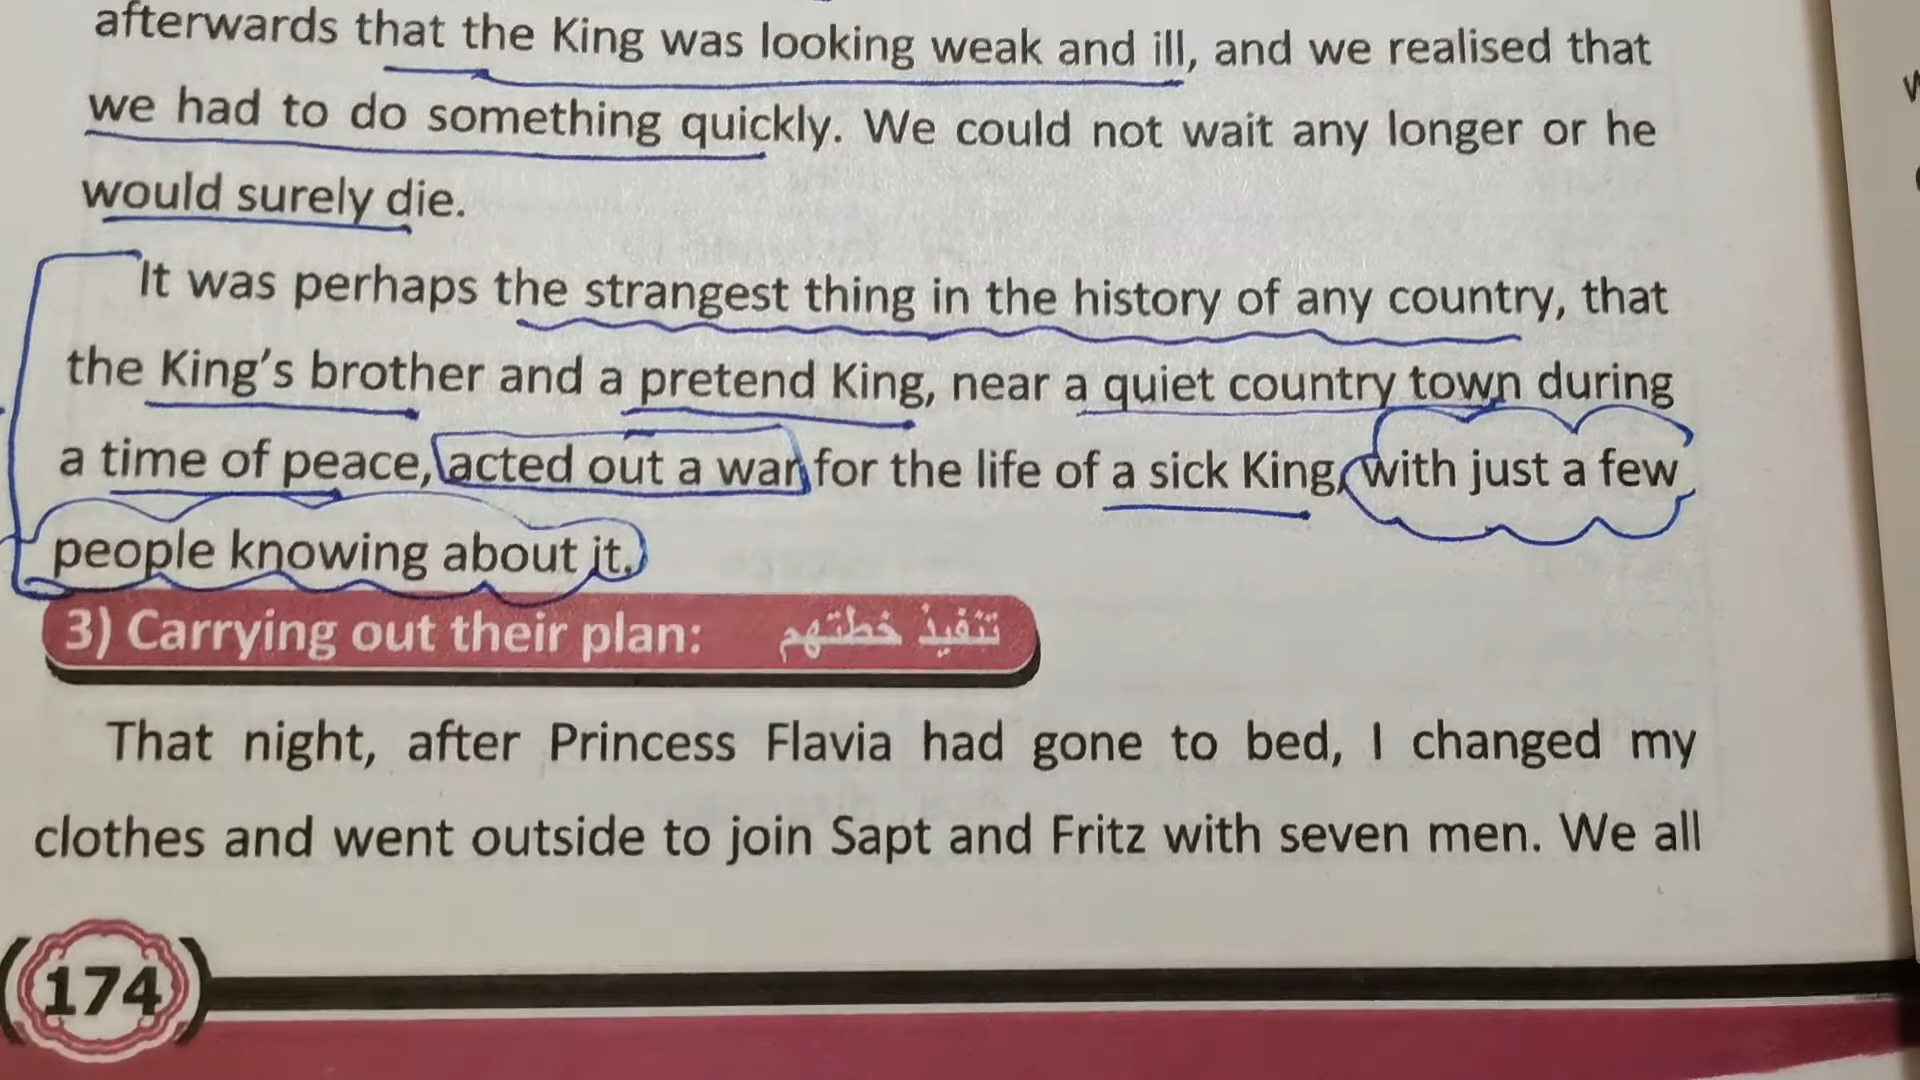 afterwards that the King was looking weak and ill, and we realised that
we had to do something quickly. We could not wait any longer or he
would surely die.
It was perhaps the strangest thing in the history of any country, that
the King’s brother and a pretend King, near a quiet country town during
a time of peace, acted out a war for the life of a sick King, with just a few
people knowing about it.
3) Carrying out their plan: تنفيذ خطتهم
That night, after Princess Flavia had gone to bed, I changed my
clothes and went outside to join Sapt and Fritz with seven men. We all
174